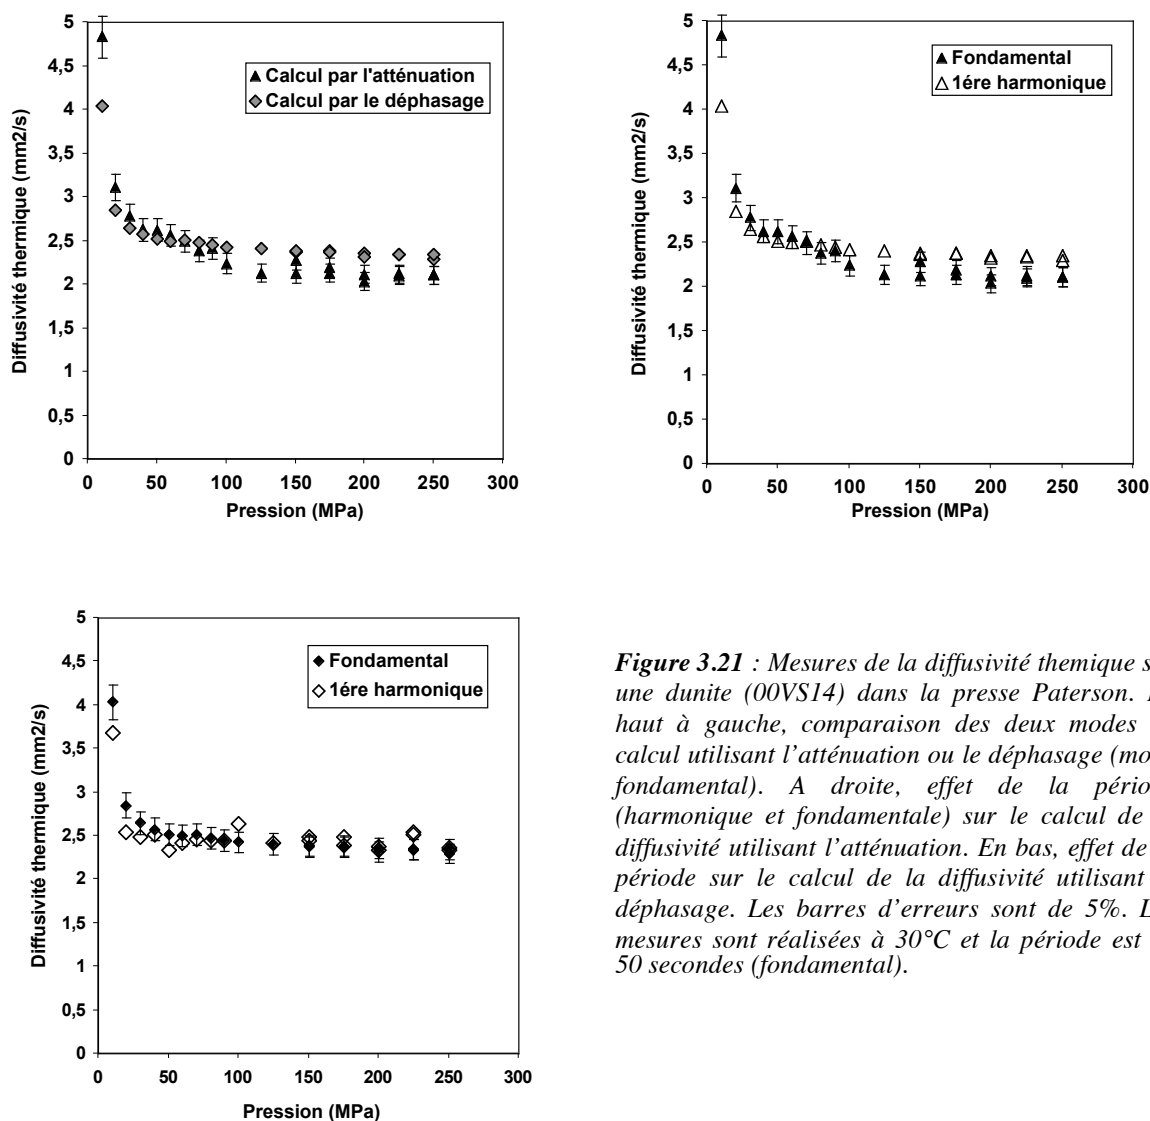 5
4,5
4
3,5
3
2,5
2
1,5
1
0,5
0
Diffusivité thermique (mm2/s)
Calcul par l'atténuation
Calcul par le déphasage
0 50 100 150 200 250 300
Pression (MPa)
5
4,5
4
3,5
3
2,5
2
1,5
1
0,5
0
Diffusivité thermique (mm2/s)
Fondamental
1ére harmonique
0 50 100 150 200 250 300
Pression (MPa)
5
4,5
4
3,5
3
2,5
2
1,5
1
0,5
0
Diffusivité thermique (mm2/s)
Fondamental
1ére harmonique
0 50 100 150 200 250 300
Pression (MPa)
Figure 3.21 : Mesures de la diffusivité themique
une dunite (00VS14) dans la presse Paterson.
haut à gauche, comparaison des deux modes
calcul utilisant l'atténuation ou le déphasage
fondamental). A droite, effet de la
(harmonique et fondamentale) sur le calcul de
diffusivité utilisant l'atténuation. En bas, effet de
période sur le calcul de la diffusivité utilisant
déphasage. Les barres d'erreurs sont de 5%.
mesures sont réalisées à 30°C et la période est
50 secondes (fondamental).